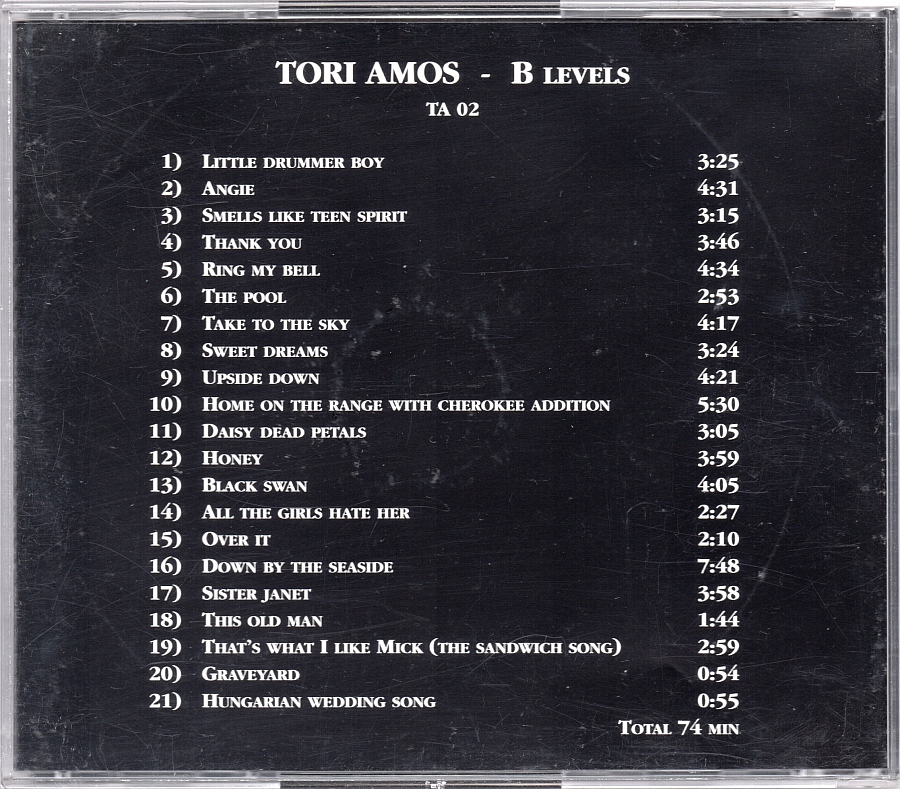 TORI AMOS - B LEVELS
TA 02
1) LITTLE DRUMMER BOY 3:25
2) ANGIE 4:31
3) SMELLS LIKE TEEN SPIRIT 3:15
4) THANK YOU 3:46
5) RING MY BELL 4:34
6) THE POOL 2:53
7) TAKE TO THE SKY 4:17
8) SWEET DREAMS 3:24
9) UPSIDE DOWN 4:21
10) HOME ON THE RANGE WITH CHEROKEE ADDITION 5:30
11) DAISY DEAD PETALS 3:05
12) HONEY 3:59
13) BLACK SWAN 4:05
14) ALL THE GIRLS HATE HER 2:27
15) OVER IT 2:10
16) DOWN BY THE SEASIDE 7:48
17) SISTER JANET 3:58
18) THIS OLD MAN 1:44
19) THAT'S WHAT I LIKE MICK (THE SANDWICH SONG) 2:59
20) GRAVEYARD 0:54
21) HUNGARIAN WEDDING SONG 0:55
TOTAL 74 MIN